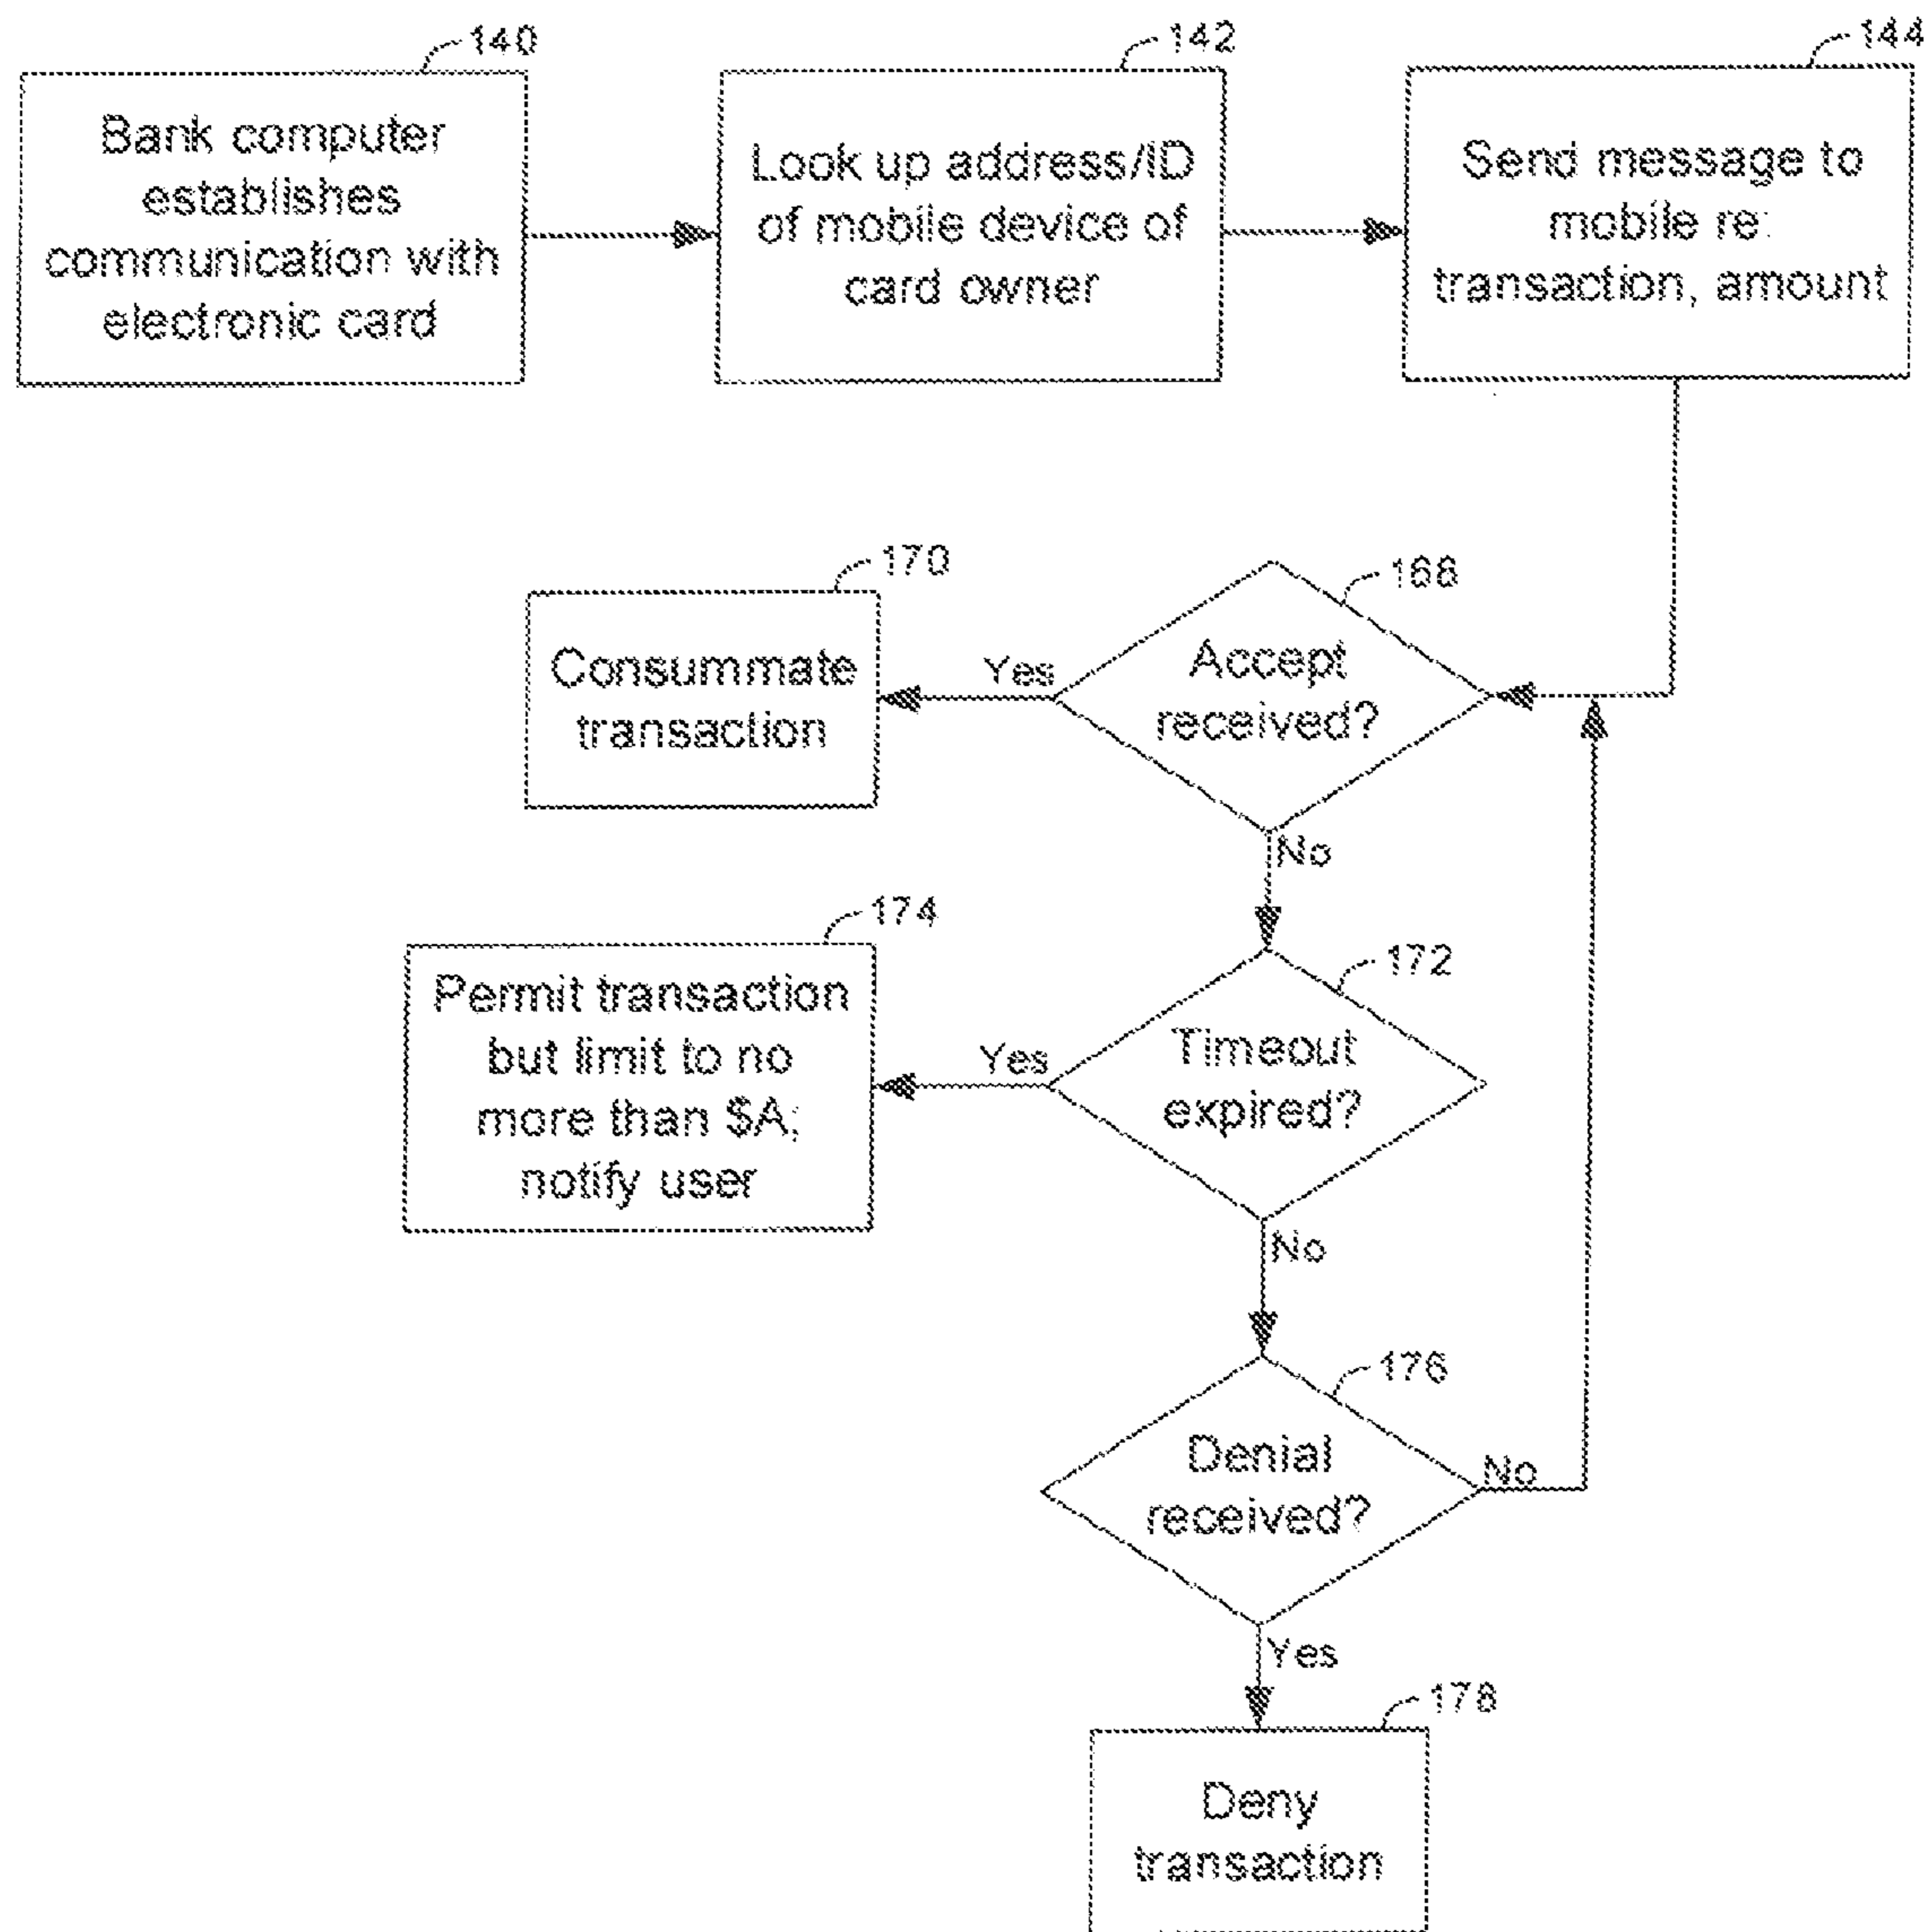 140
Bank computer
establishes
communication with
electronic card
142
Look up address/ID
of mobile device of
card owner
144
Send message to
mobile re:
transaction, amount
170
Consummate
transaction
Yes
168
Accept
received?
No
174
Permit transaction
but limit to no
more than $A;
notify user
Yes
172
Timeout
expired?
No
176
Denial
received?
No
Yes
178
Deny
transaction